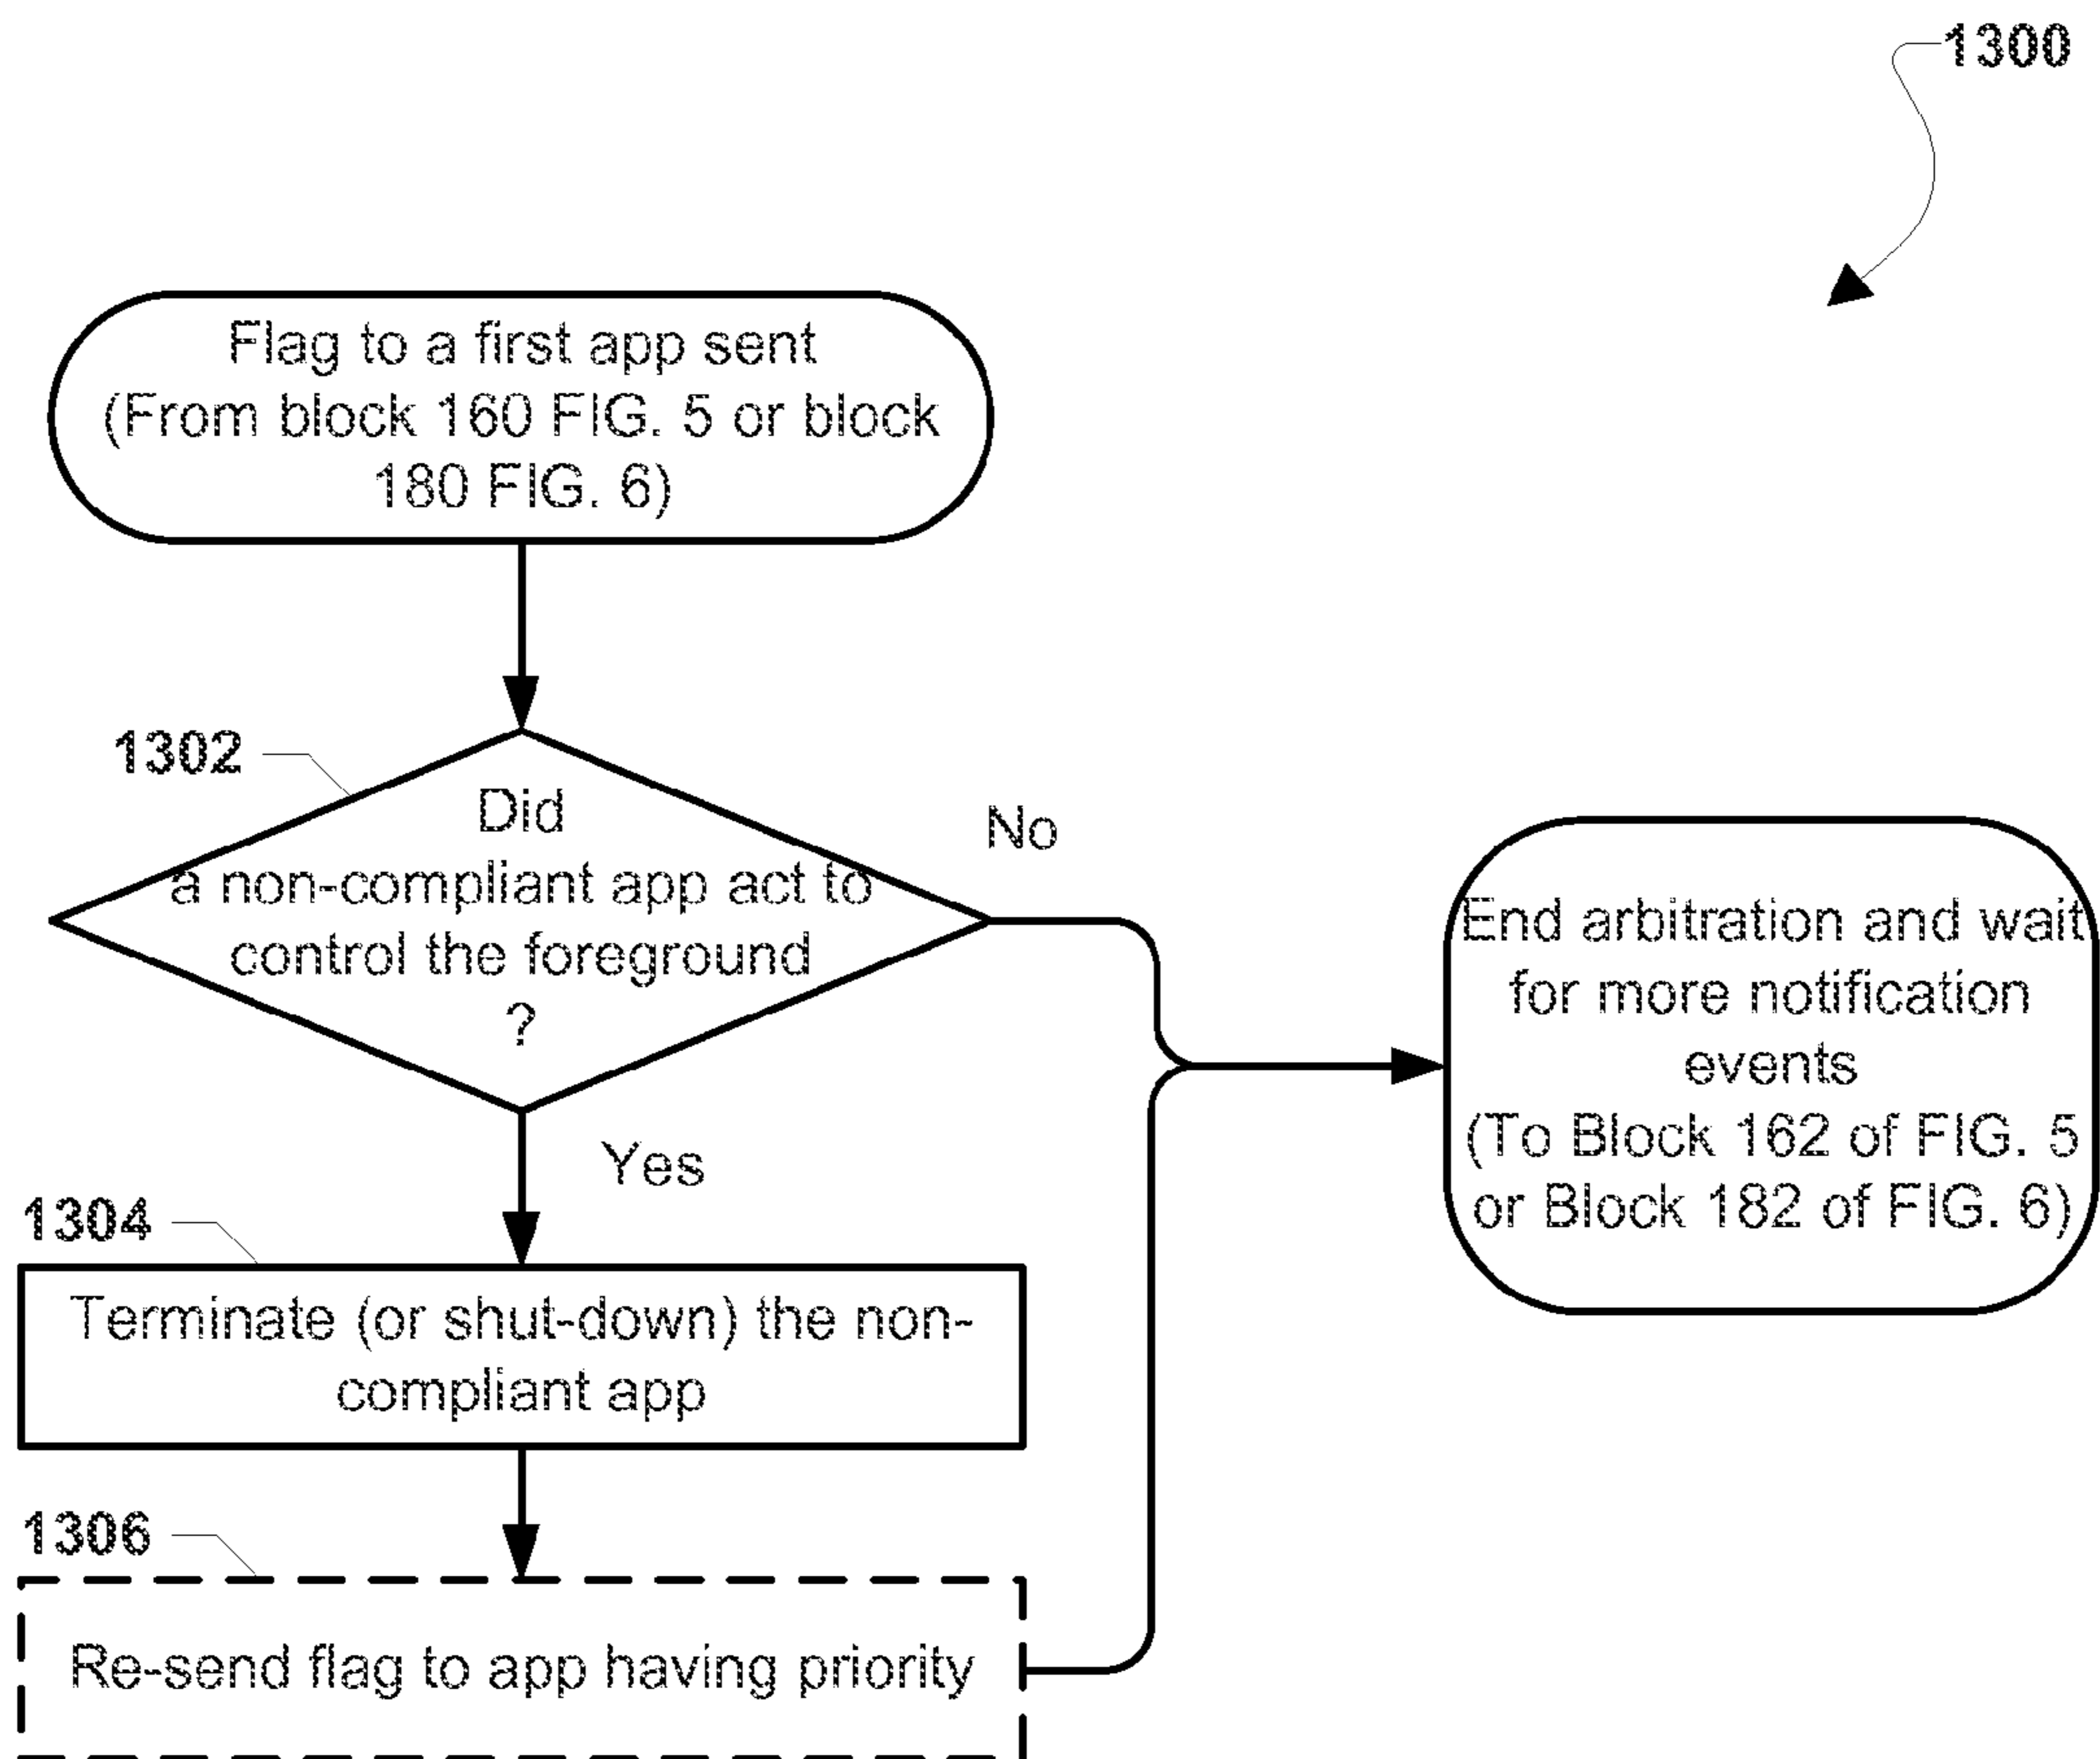 1300
Flag to a first app sent
(From block 160 FIG. 5 or block
180 FIG. 6)
1302
Did
a non-compliant app act to
control the foreground
?
No
Yes
End arbitration and wait
for more notification
events
(To Block 162 of FIG. 5
or Block 182 of FIG. 6)
1304
Terminate (or shut-down) the non-
compliant app
1306
Re-send flag to app having priority